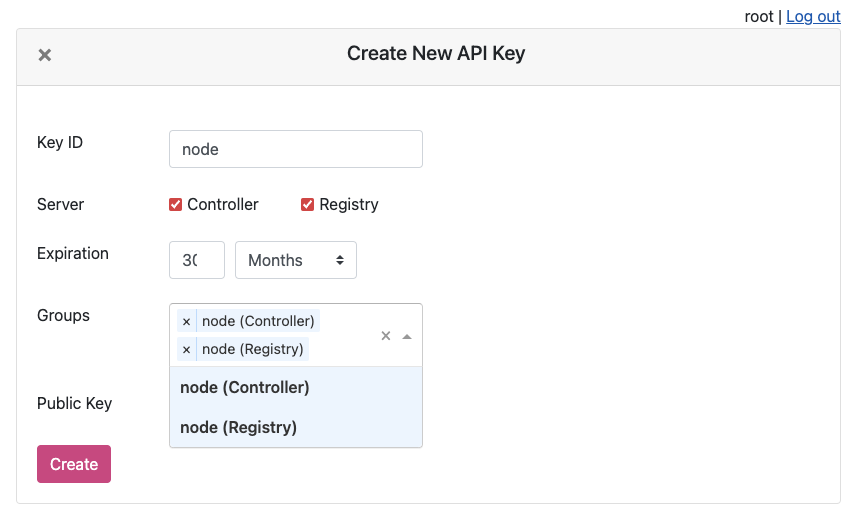 root | Log out
× Create New API Key
Key ID node
Server Controller Registry
Expiration 30 Months
Groups × node (Controller) ×
× node (Registry)
node (Controller)
Public Key
node (Registry)
Create